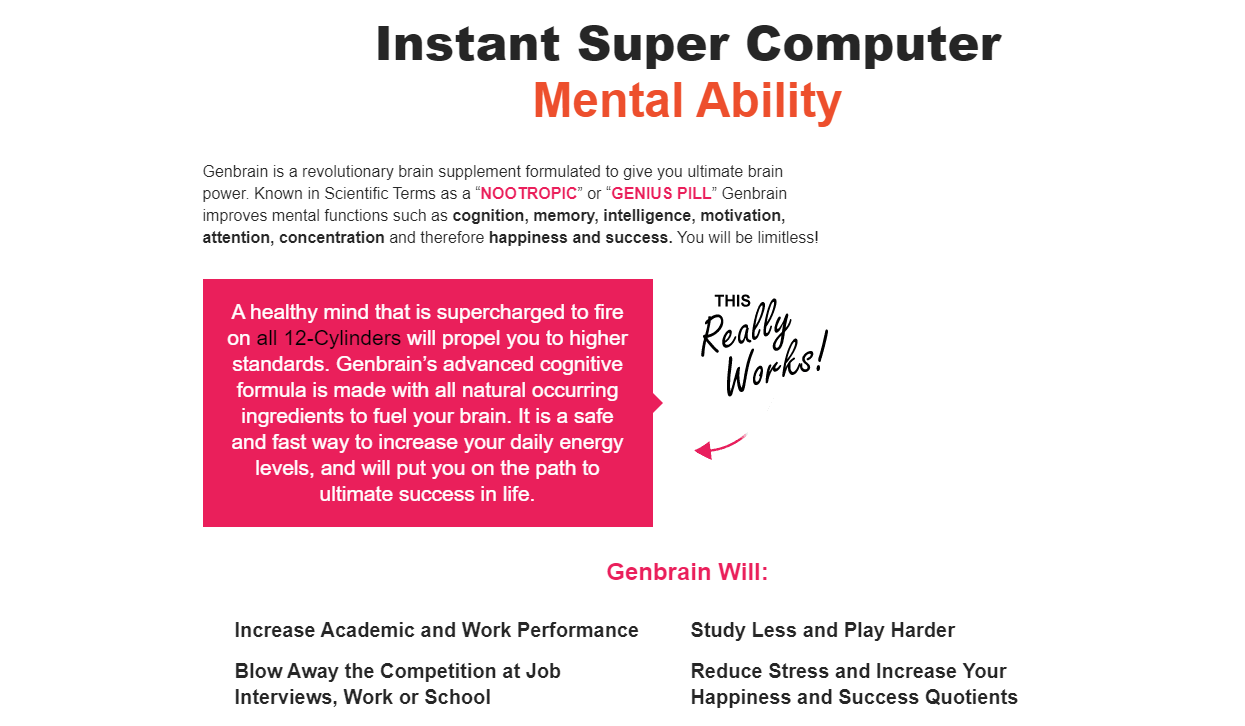 Instant Super Computer
Mental Ability
Genbrain is a revolutionary brain supplement formulated to give you ultimate brain
power. Known in Scientific Terms as a “NOOTROPIC” or “GENIUS PILL” Genbrain
improves mental functions such as cognition, memory, intelligence, motivation,
attention, concentration and therefore happiness and success. You will be limitless!
A healthy mind that is supercharged to fire
on all 12-Cylinders will propel you to higher
standards. Genbrain’s advanced cognitive
formula is made with all natural occurring
ingredients to fuel your brain. It is a safe
and fast way to increase your daily energy
levels, and will put you on the path to
ultimate success in life.
THIS
Really
Works!
Genbrain Will:
Increase Academic and Work Performance
Blow Away the Competition at Job
Interviews, Work or School
Study Less and Play Harder
Reduce Stress and Increase Your
Happiness and Success Quotients